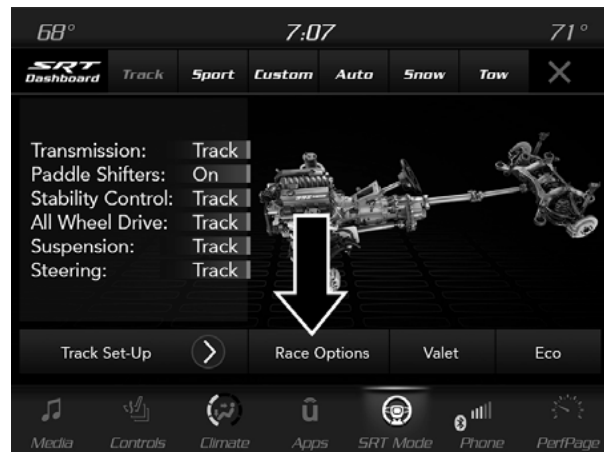 68° 7:07 71°
SRT Dashboard Track Sport Custom Auto Snow Tow
Transmission: Track
Paddle Shifters: On
Stability Control: Track
All Wheel Drive: Track
Suspension: Track
Steering: Track
Track Set-Up Race Options Valet Eco
Media Controls Climate Apps SRT Mode Phone PerfPage